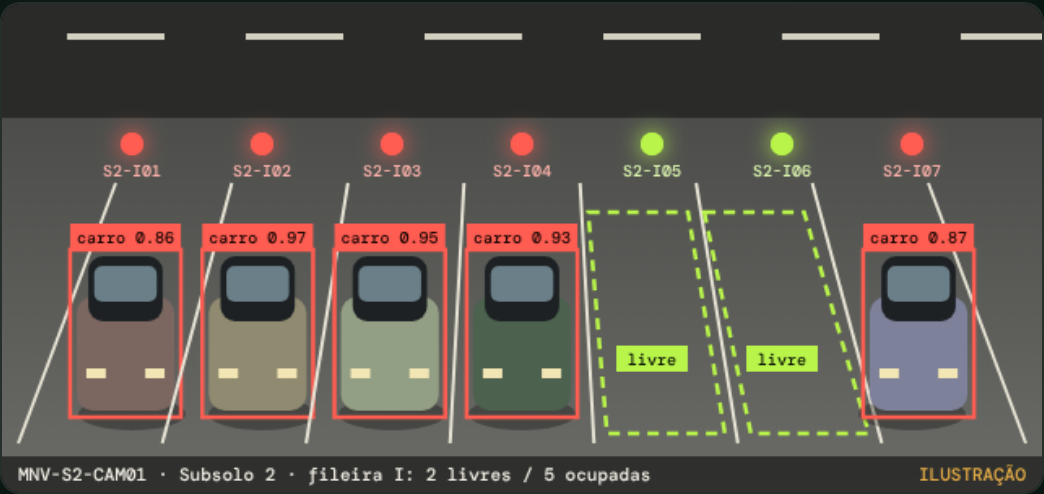 S2-I01 S2-I02 S2-I03 S2-I04 S2-I05 S2-I06 S2-I07
carro 0.86 carro 0.97 carro 0.95 carro 0.93 carro 0.87
livre livre
MNV-S2-CAM01 · Subsolo 2 · fileira I: 2 livres / 5 ocupadas ILUSTRAÇÃO